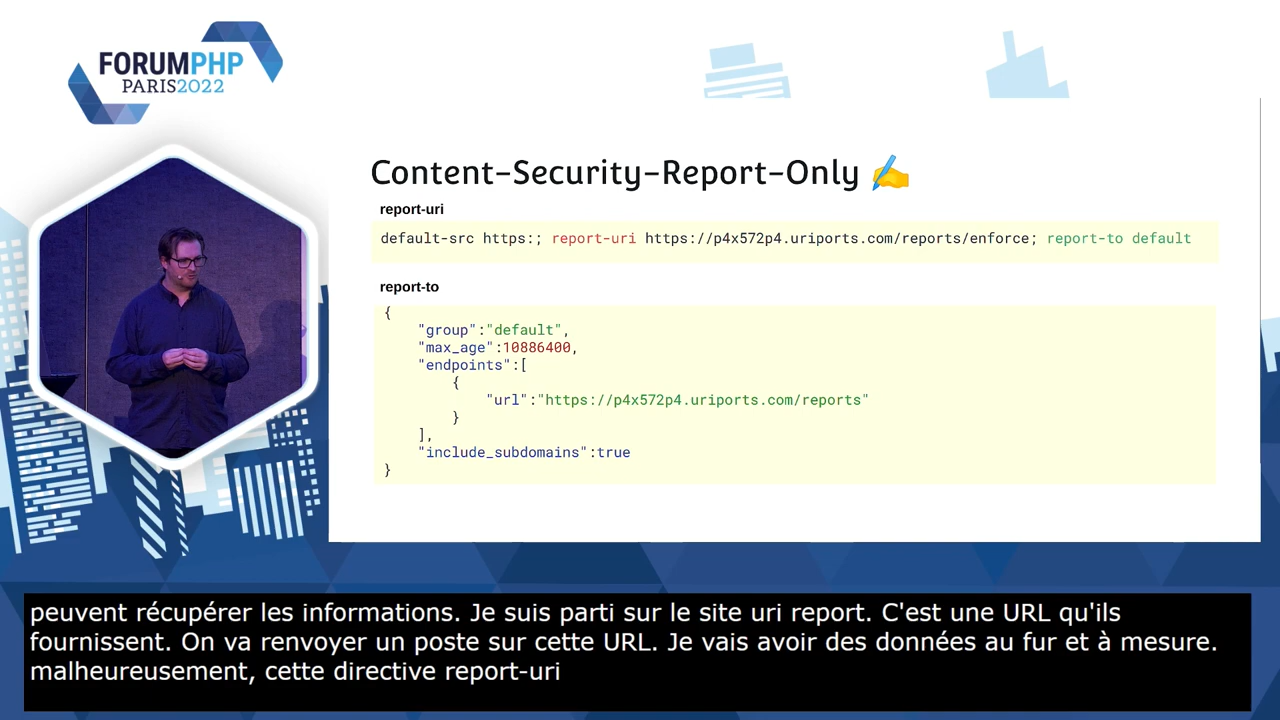 FORUMPHP
PARIS2022
Content-Security-Report-Only ✍
report-uri
default-src https:; report-uri https://p4x572p4.uriports.com/reports/enforce; report-to default
report-to
{
"group":"default",
"max_age":10886400,
"endpoints":[
{
"url":"https://p4x572p4.uriports.com/reports"
}
],
"include_subdomains":true
}
peuvent récupérer les informations. Je suis parti sur le site uri report. C'est une URL qu'ils
fournissent. On va renvoyer un poste sur cette URL. Je vais avoir des données au fur et à mesure.
malheureusement, cette directive report-uri